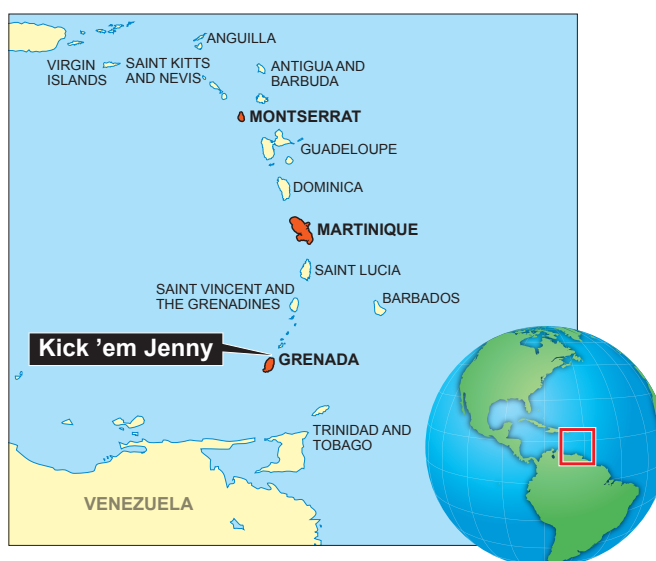 ANGUILLA
VIRGIN
ISLANDS
SAINT KITTS
AND NEVIS
ANTIGUA AND
BARBUDA
MONTSERRAT
GUADELOUPE
DOMINICA
MARTINIQUE
SAINT LUCIA
SAINT VINCENT AND
THE GRENADINES
BARBADOS
Kick ’em Jenny
GRENADA
TRINIDAD AND
TOBAGO
VENEZUELA